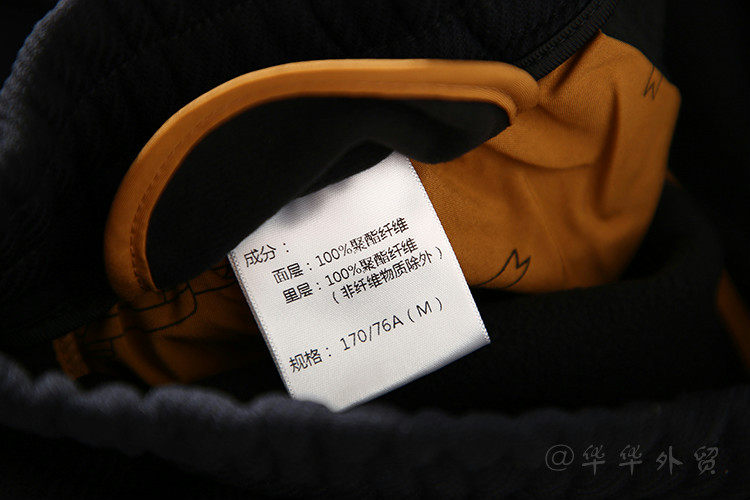 成分：
面层：100%聚酯纤维
里层：100%聚酯纤维
（非纤维物质除外）
规格：170/76A（M）
@华华外贸